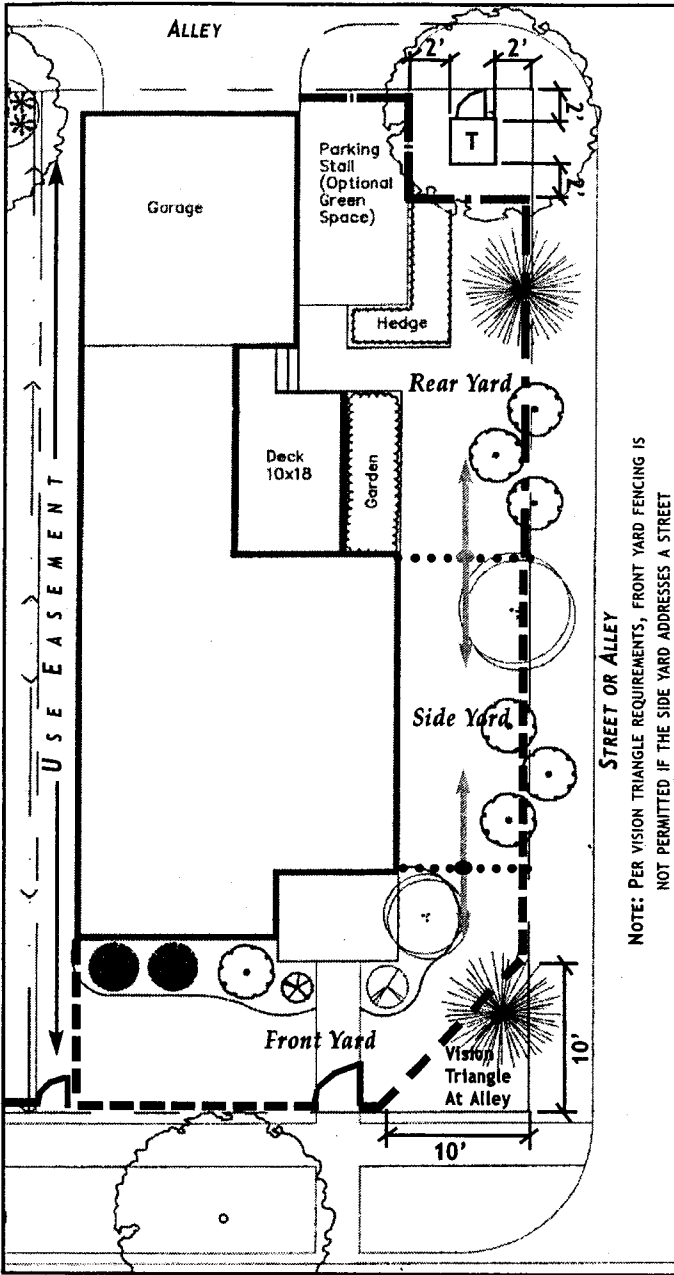 ALLEY
2'
2'
2'
T
2'
Parking
Stall
(Optional
Green
Space)
Garage
Hedge
Rear Yard
Deck
10x18
Garden
USE EASEMENT
Side Yard
STREET OR ALLEY
NOTE: PER VISION TRIANGLE REQUIREMENTS, FRONT YARD FENCING IS
NOT PERMITTED IF THE SIDE YARD ADDRESSES A STREET
Front Yard
Vision
Triangle
At Alley
10'
10'